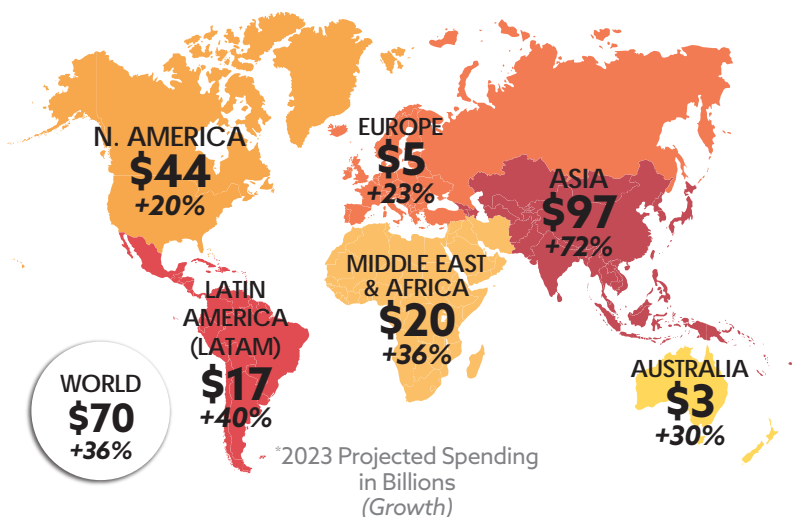 N. AMERICA
$44
+20%
EUROPE
$5
+23%
ASIA
$97
+72%
MIDDLE EAST
& AFRICA
$20
+36%
LATIN
AMERICA
(LATAM)
$17
+40%
AUSTRALIA
$3
+30%
WORLD
$70
+36%
*2023 Projected Spending
in Billions
(Growth)